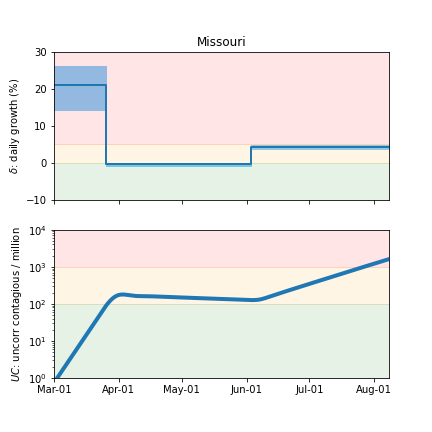 Missouri
δ: daily growth (%)
30
20
10
0
−10
UC: uncorr contagious / million
10⁴
10³
10²
10¹
10⁰
Mar-01 Apr-01 May-01 Jun-01 Jul-01 Aug-01